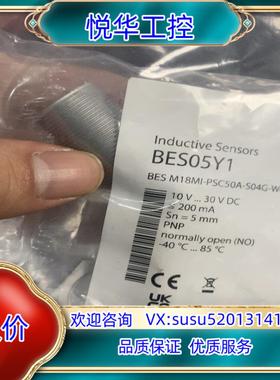 悦华工控
Inductive Sensors
BES05Y1
BES M18MI-PSC50A-S04G-W
10 V ... 30 V DC
≤ 200 mA
Sn = 5 mm
PNP
normally open (NO)
-40 °C ... 85 °C
CE
UK
价
欢迎咨询 VX:susu52013141
品质保证 优质服务